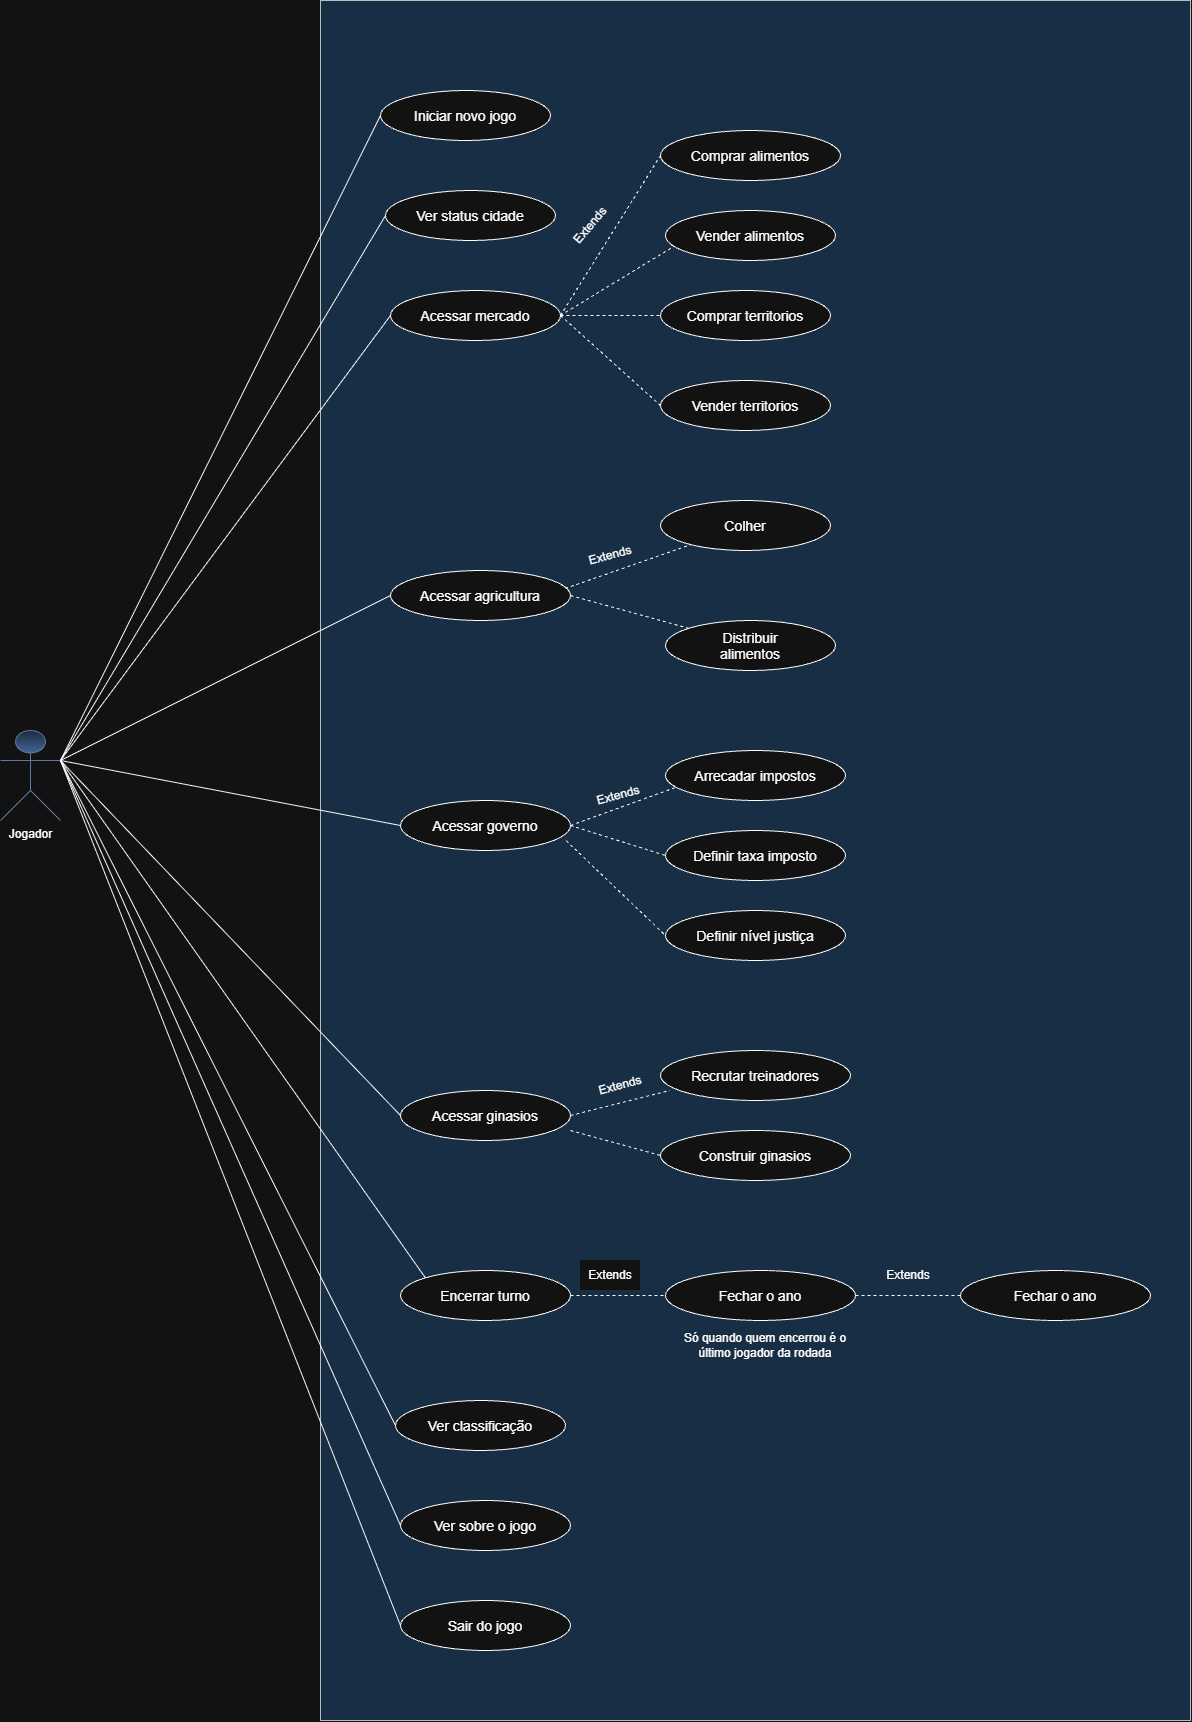 Iniciar novo jogo
Comprar alimentos
Ver status cidade
Extends
Vender alimentos
Acessar mercado
Comprar territorios
Vender territorios
Colher
Extends
Acessar agricultura
Distribuir
alimentos
Jogador
Arrecadar impostos
Extends
Acessar governo
Definir taxa imposto
Definir nível justiça
Recrutar treinadores
Extends
Acessar ginasios
Construir ginasios
Extends
Extends
Encerrar turno
Fechar o ano
Fechar o ano
Só quando quem encerrou é o
último jogador da rodada
Ver classificação
Ver sobre o jogo
Sair do jogo